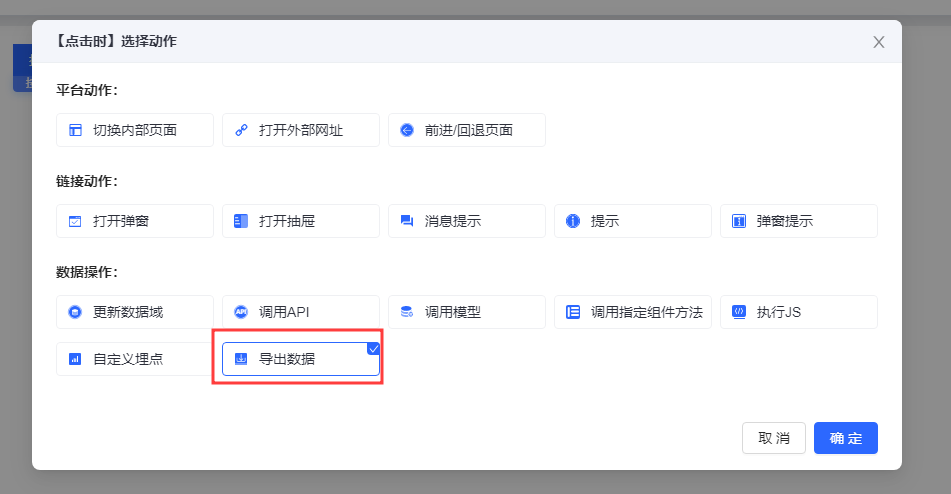 【点击时】选择动作
平台动作：
切换内部页面
打开外部网址
前进/回退页面
链接动作：
打开弹窗
打开抽屉
消息提示
提示
弹窗提示
数据操作：
更新数据域
API
调用API
调用模型
调用指定组件方法
执行JS
自定义埋点
导出数据
取消
确定